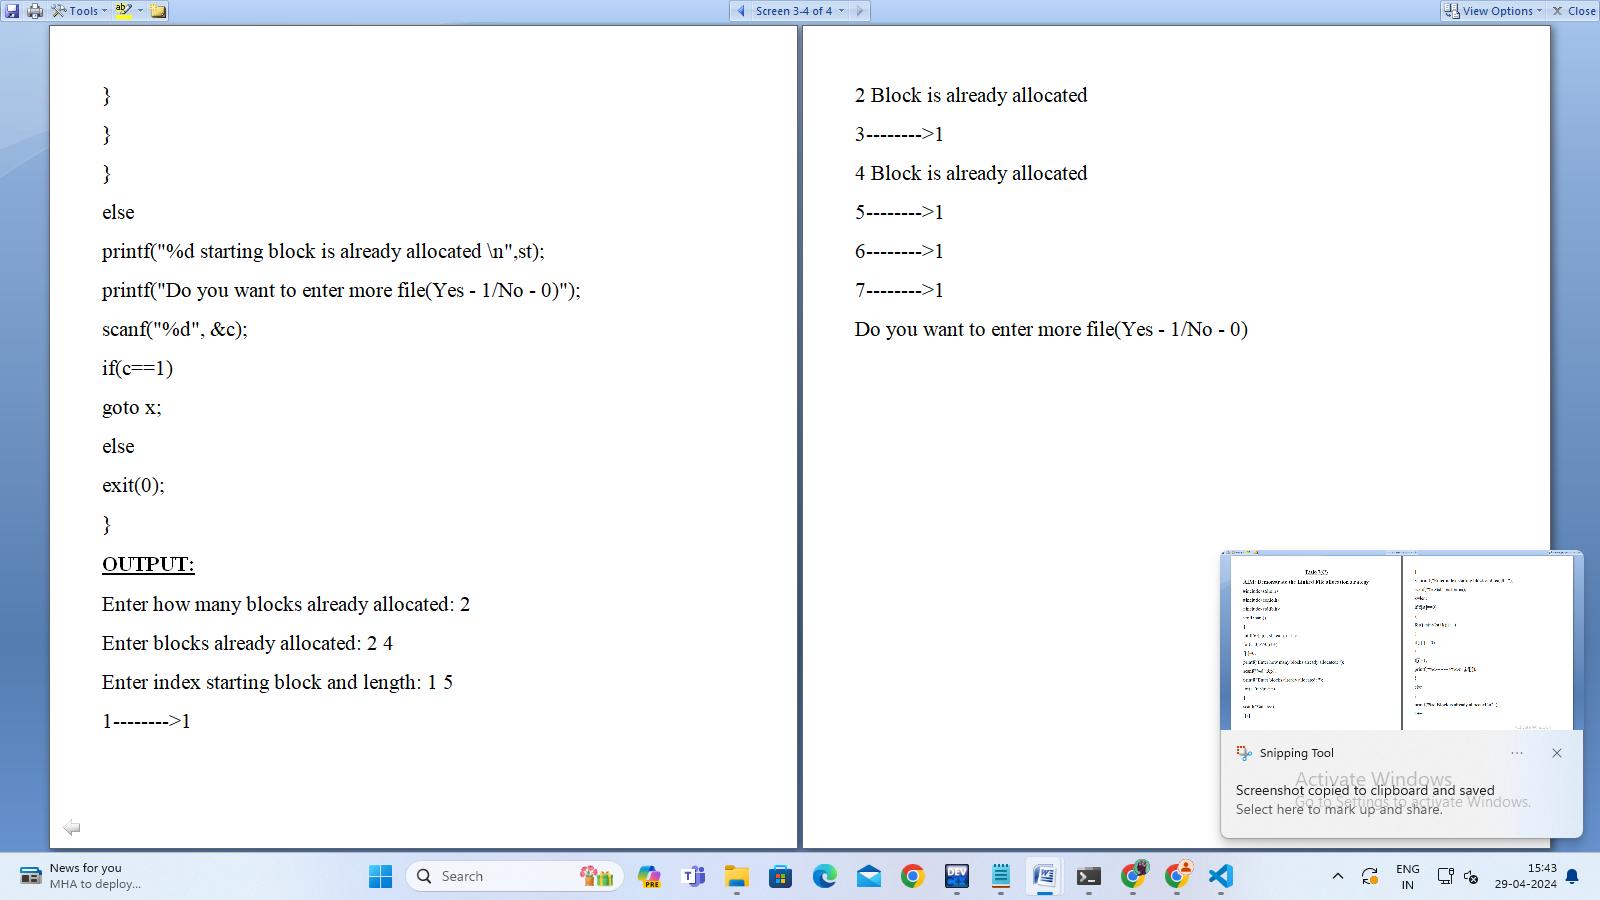 Tools
Screen 3-4 of 4
View Options
Close
}
}
}
else
printf("%d starting block is already allocated \n",st);
printf("Do you want to enter more file(Yes - 1/No - 0)");
scanf("%d", &c);
if(c==1)
goto x;
else
exit(0);
}
OUTPUT:
Enter how many blocks already allocated: 2
Enter blocks already allocated: 2 4
Enter index starting block and length: 1 5
1-------->1
2 Block is already allocated
3-------->1
4 Block is already allocated
5-------->1
6-------->1
7-------->1
Do you want to enter more file(Yes - 1/No - 0)
Snipping Tool
Activate Windows
Screenshot copied to clipboard and saved
Go to Settings to activate Windows.
Select here to mark up and share.
News for you
MHA to deploy...
Search
PRE
DEV
C++
ENG
IN
15:43
29-04-2024